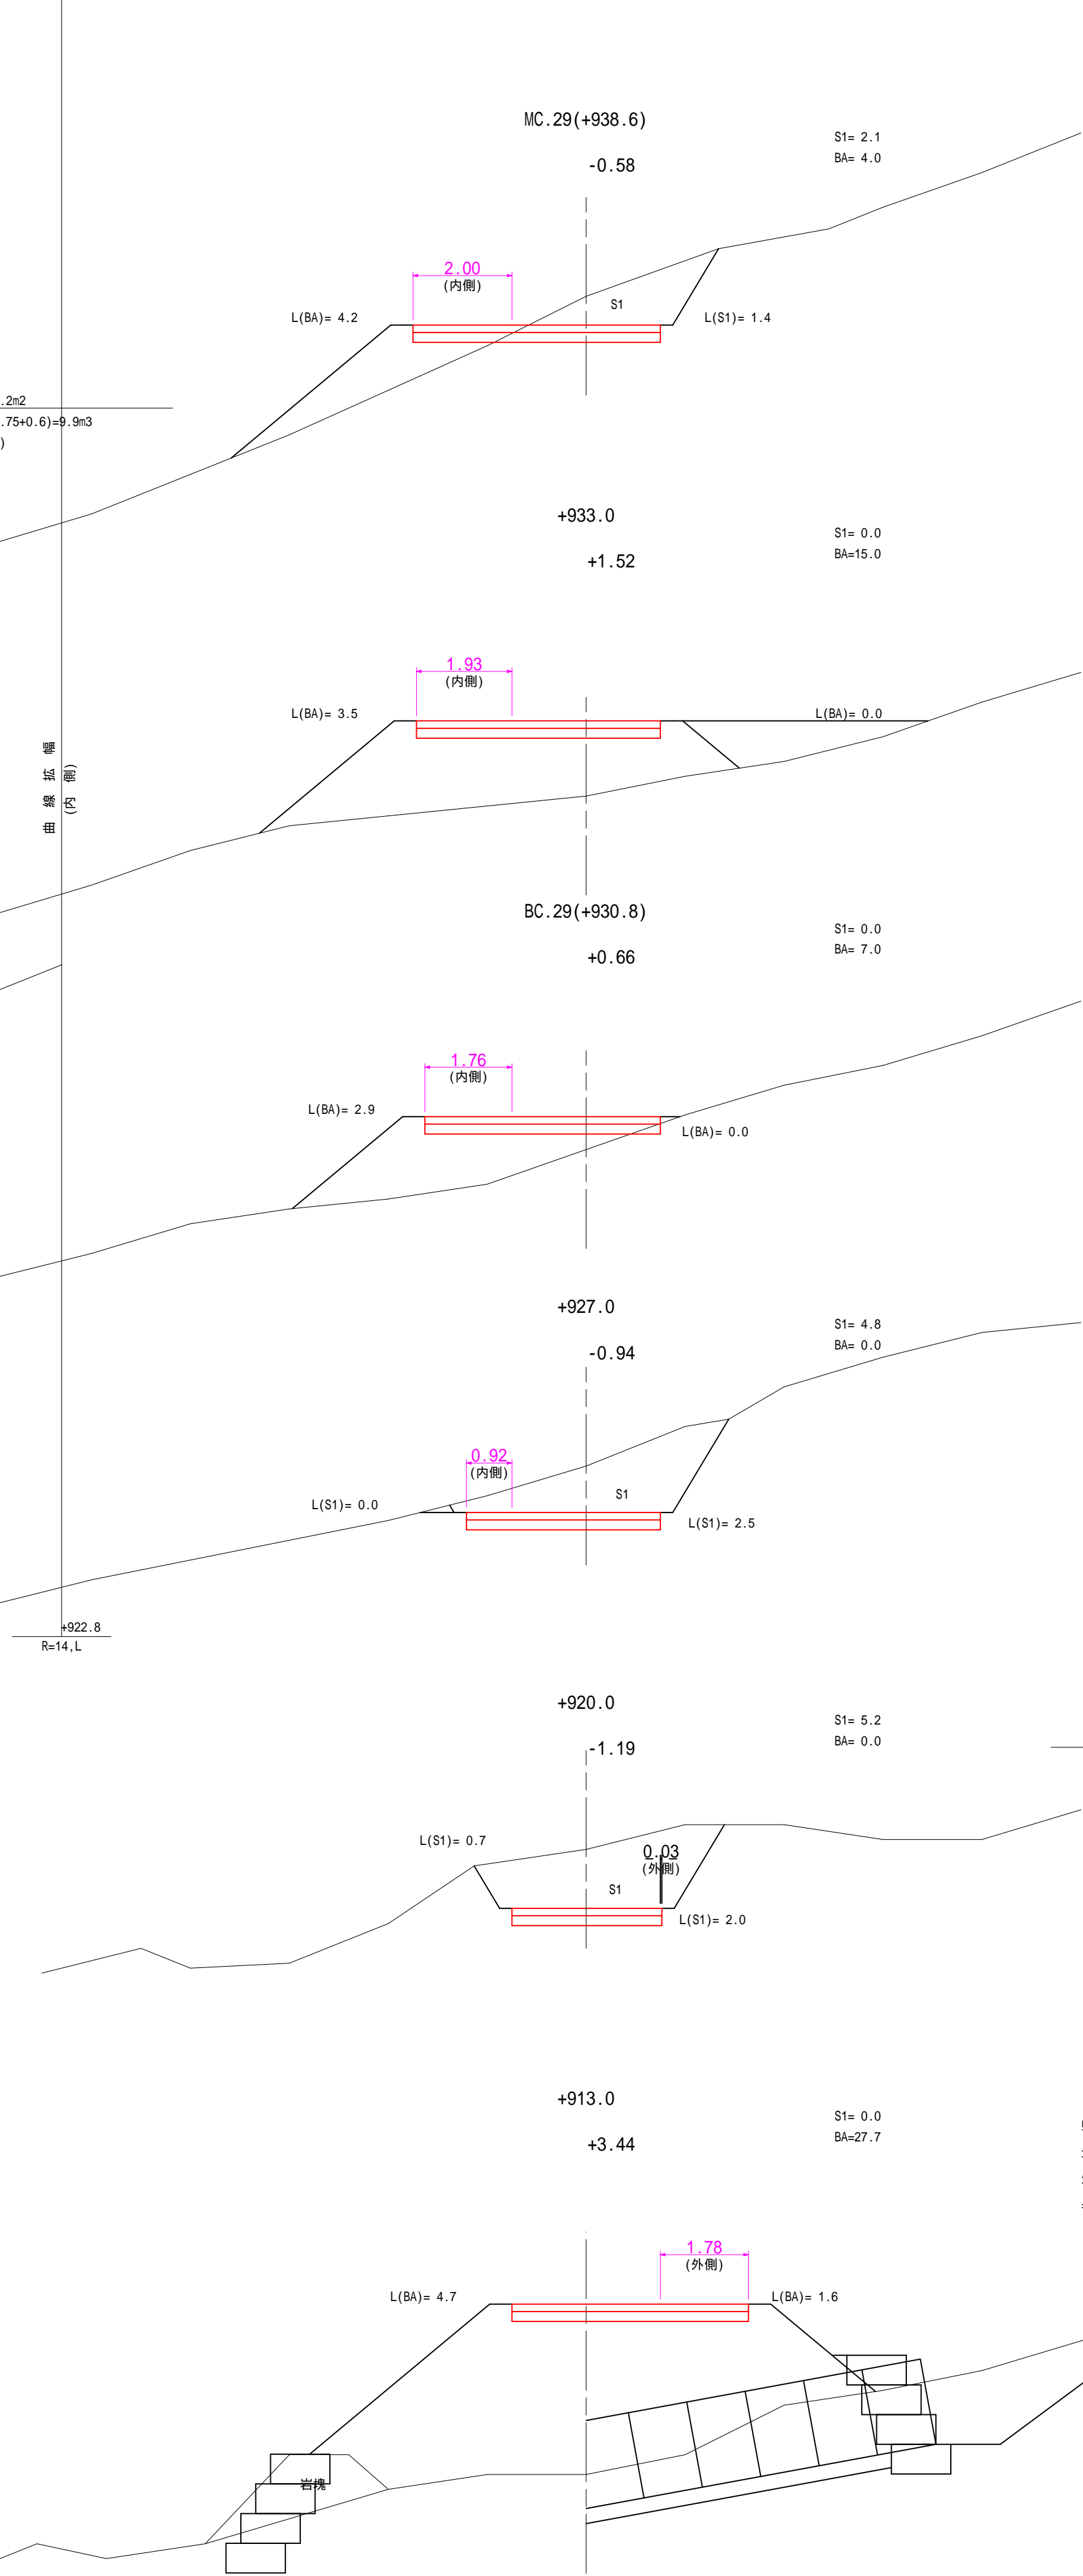 MC.29(+938.6)
-0.58
S1= 2.1
BA= 4.0
2.00
(内側)
S1
L(BA)= 4.2
L(S1)= 1.4
.2m2
.75+0.6)=9.9m3
)
+933.0
+1.52
S1= 0.0
BA=15.0
1.93
(内側)
L(BA)= 3.5
L(BA)= 0.0
曲線拡幅
(内側)
BC.29(+930.8)
+0.66
S1= 0.0
BA= 7.0
1.76
(内側)
L(BA)= 2.9
L(BA)= 0.0
+927.0
-0.94
S1= 4.8
BA= 0.0
0.92
(内側)
L(S1)= 0.0
S1
L(S1)= 2.5
+922.8
R=14,L
+920.0
-1.19
S1= 5.2
BA= 0.0
L(S1)= 0.7
0.03
(外側)
S1
L(S1)= 2.0
+913.0
+3.44
S1= 0.0
BA=27.7
1.78
(外側)
L(BA)= 4.7
L(BA)= 1.6
岩塊